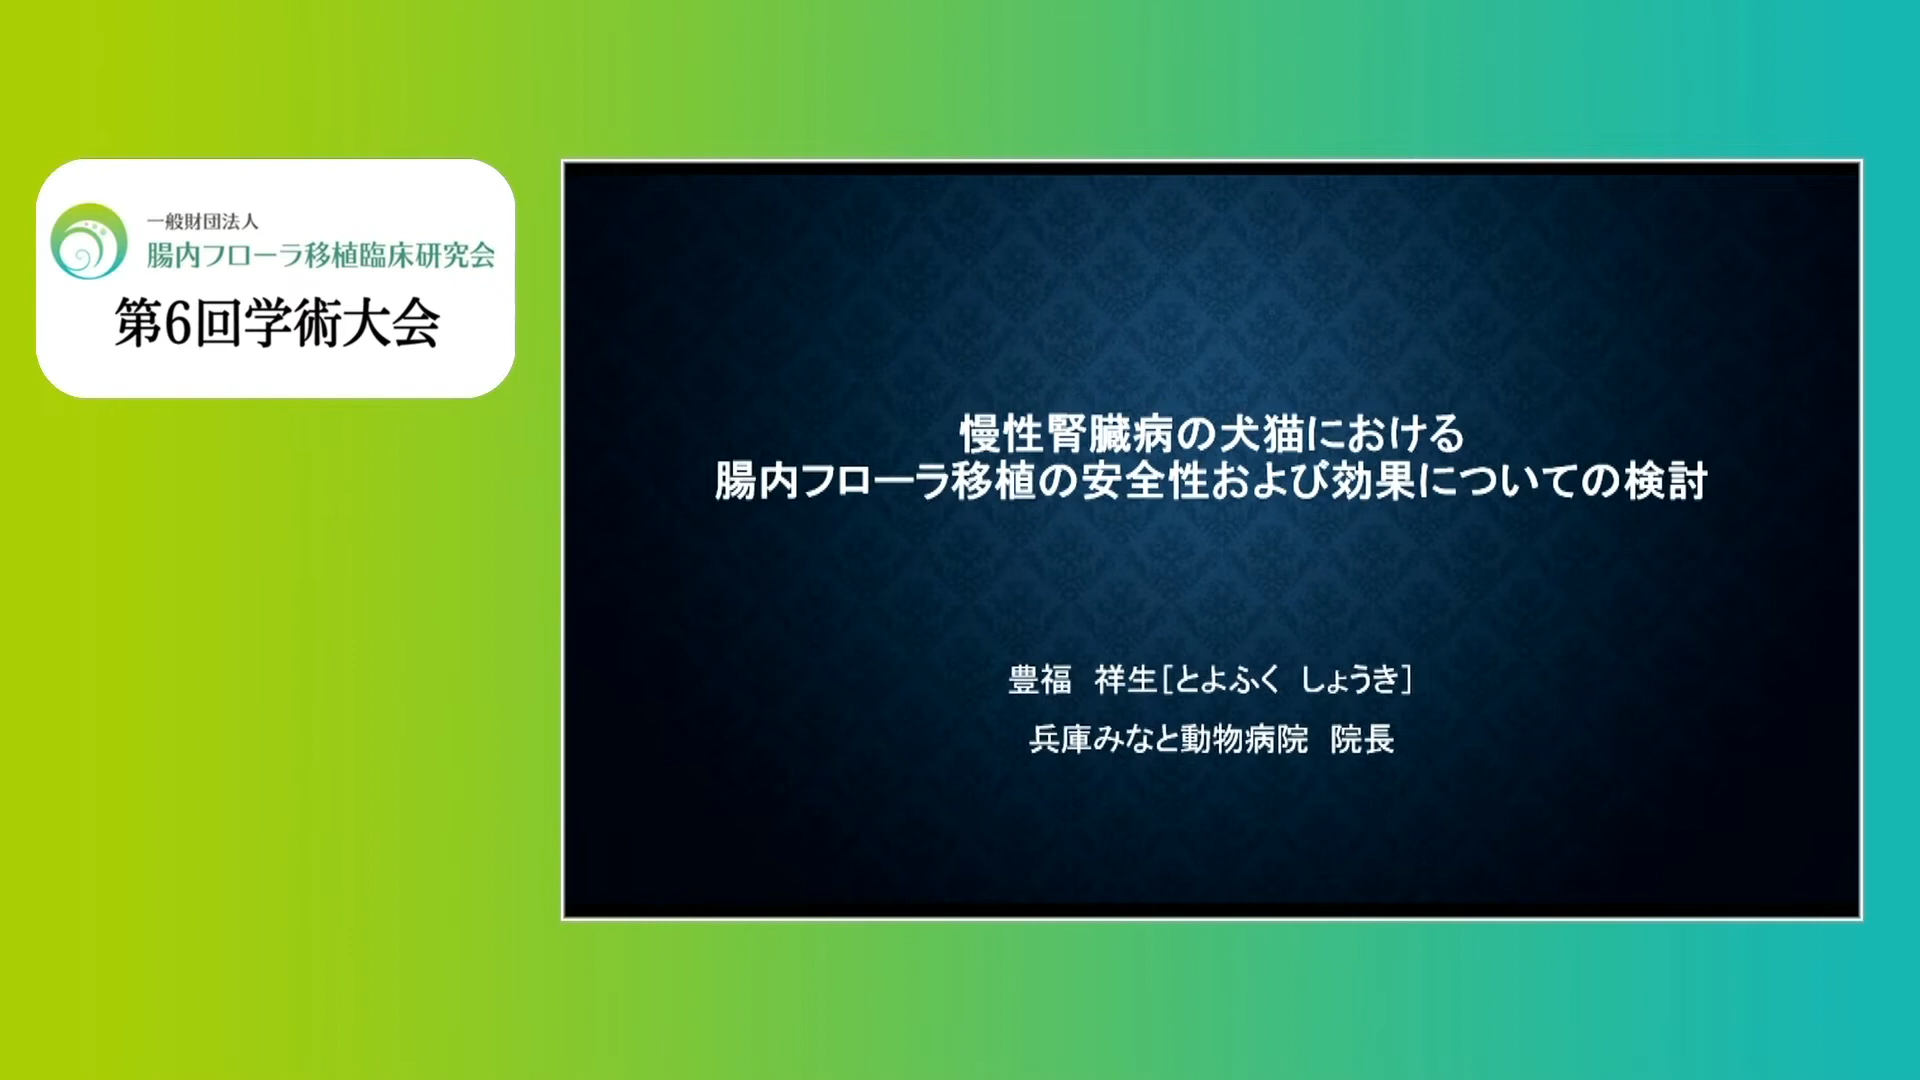 一般財団法人
腸内フローラ移植臨床研究会
第6回学術大会
慢性腎臓病の犬猫における
腸内フローラ移植の安全性および効果についての検討
豊福　祥生[とよふく　しょうき]
兵庫みなと動物病院　院長